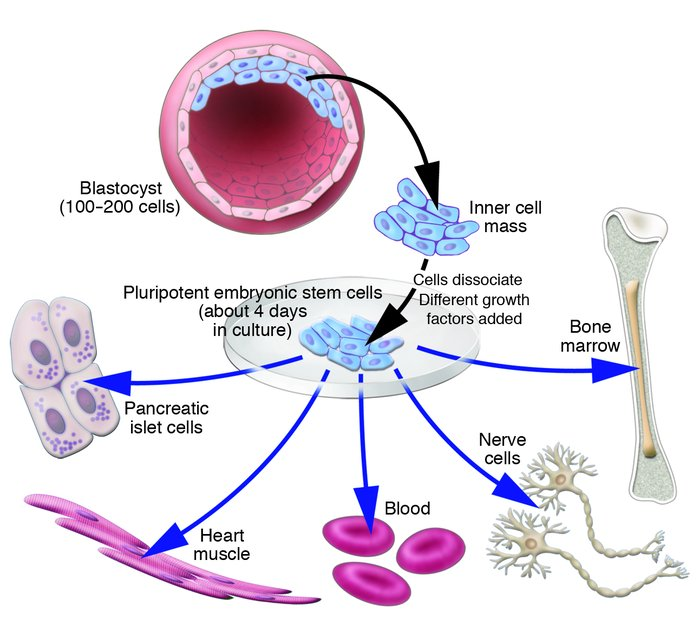 Blastocyst
(100–200 cells)
Inner cell
mass
Cells dissociate
Different growth
factors added
Pluripotent embryonic stem cells
(about 4 days
in culture)
Bone
marrow
Pancreatic
islet cells
Nerve
cells
Blood
Heart
muscle